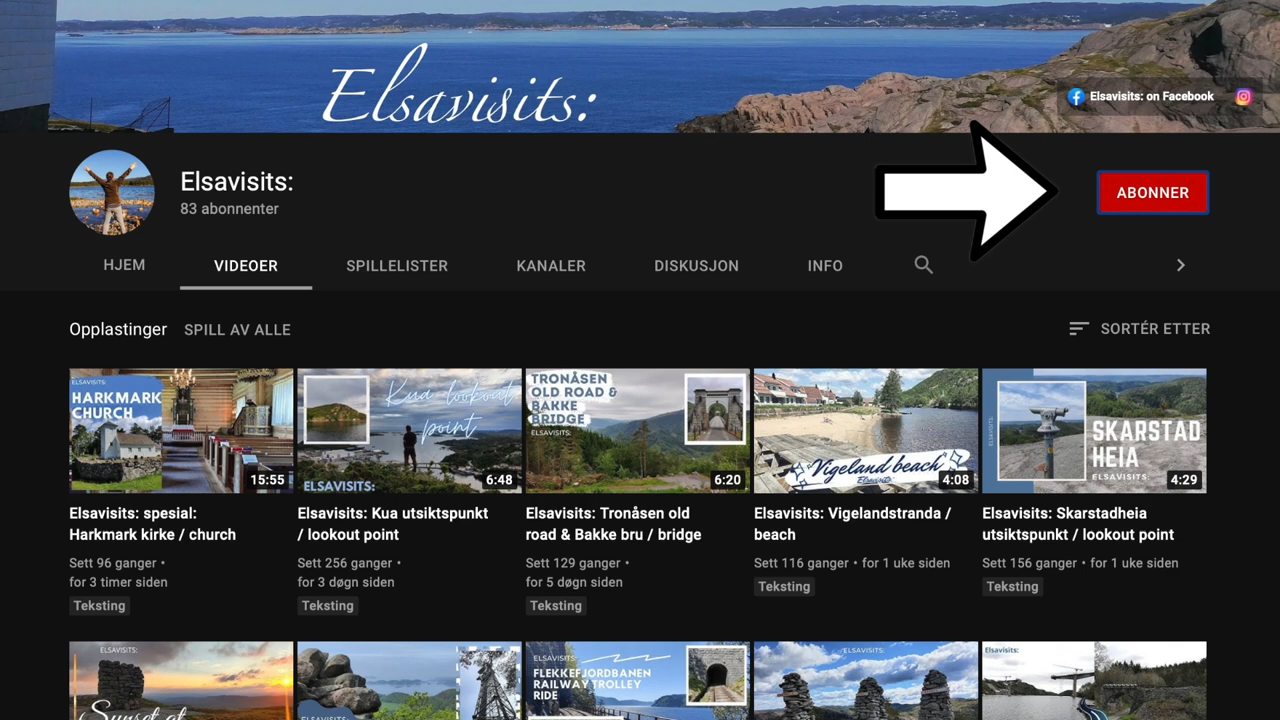 Elsavisits:
Elsavisits: on Facebook
Elsavisits:
83 abonnenter
ABONNER
HJEM
VIDEOER
SPILLELISTER
KANALER
DISKUSJON
INFO
Opplastinger
SPILL AV ALLE
SORTÉR ETTER
ELSAVISITS:
HARKMARK
CHURCH
15:55
Kua lookout
point
ELSAVISITS:
6:48
TRONÅSEN
OLD ROAD &
BAKKE
BRIDGE
ELSAVISITS:
6:20
Vigeland beach
Elsavisits:
4:08
ELSAVISITS:
SKARSTAD
HEIA
ELSAVISITS
4:29
Elsavisits: spesial:
Harkmark kirke / church
Sett 96 ganger •
for 3 timer siden
Teksting
Elsavisits: Kua utsiktspunkt
/ lookout point
Sett 256 ganger •
for 3 døgn siden
Teksting
Elsavisits: Tronåsen old
road & Bakke bru / bridge
Sett 129 ganger •
for 5 døgn siden
Teksting
Elsavisits: Vigelandstranda /
beach
Sett 116 ganger • for 1 uke siden
Teksting
Elsavisits: Skarstadheia
utsiktspunkt / lookout point
Sett 156 ganger • for 1 uke siden
Teksting
ELSAVISITS:
Sunset at
ELSAVISITS:
FLEKKEFJORDBANEN
RAILWAY TROLLEY
RIDE
ELSAVISITS:
Elsavisits: